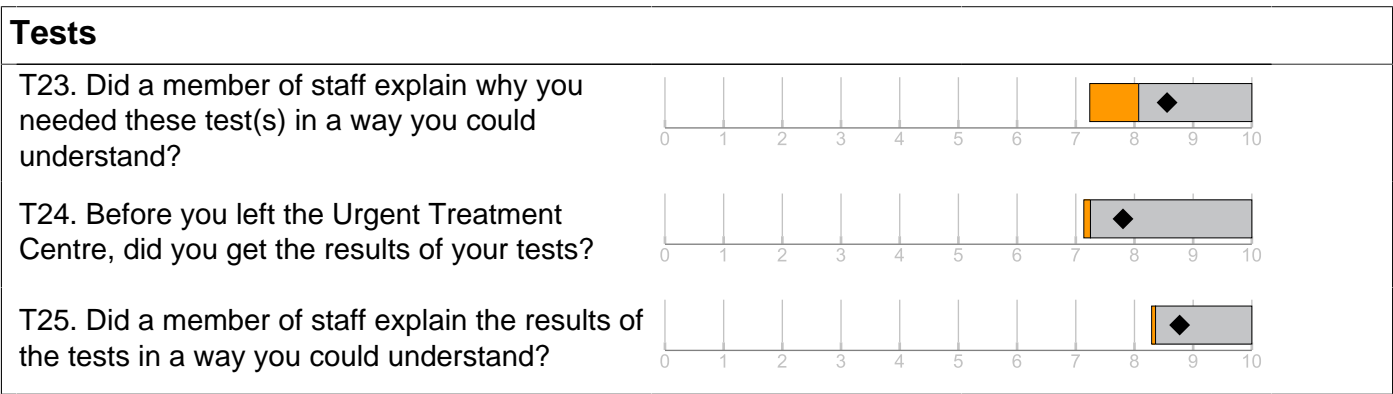 Tests
T23. Did a member of staff explain why you
needed these test(s) in a way you could
understand?
0 1 2 3 4 5 6 7 8 9 10
T24. Before you left the Urgent Treatment
Centre, did you get the results of your tests?
0 1 2 3 4 5 6 7 8 9 10
T25. Did a member of staff explain the results of
the tests in a way you could understand?
0 1 2 3 4 5 6 7 8 9 10